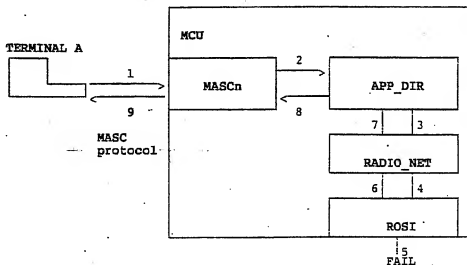 MCU
TERMINAL A
1
2
MASCn
APP_DIR
9
8
MASC
protocol
7
3
RADIO_NET
6
4
ROSI
5
FAIL